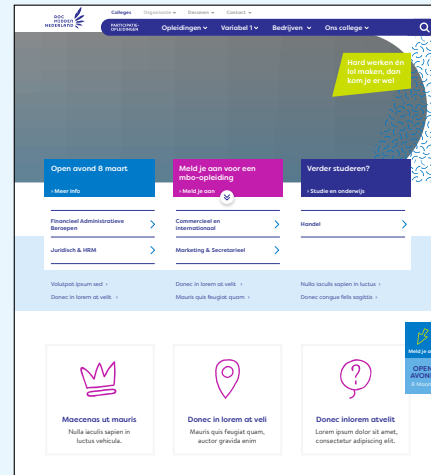 ROC
MIDDEN
NEDERLAND
Colleges Organisatie Docenten Contact
PARTICIPATIE-
OPLEIDINGEN
Opleidingen Variabel 1 Bedrijven Ons college
Hard werken én
lol maken, dan
kom je er wel
Open avond 8 maart
› Meer info
Meld je aan voor een
mbo-opleiding
› Meld je aan
Verder studeren?
› Studie en onderwijs
Financieel Administratieve
Beroepen
Commercieel en
internationaal
Handel
Juridisch & HRM
Marketing & Secretarieel
Volutpat ipsum sed ›
Donec in lorem at velit ›
Nulla iaculis sapien in luctus ›
Donec in lorem at velit ›
Mauris quis feugiat quam ›
Donec congue felis sagittis ›
Meld je a
OPEN
AVOND
8 Maart
Maecenas ut mauris
Nulla iaculis sapien in
luctus vehicula.
Donec in lorem at veli
Mauris quis feugiat quam,
auctor gravida enim
Donec inlorem atvelit
Lorem ipsum dolor sit amet,
consectetur adipiscing elit.